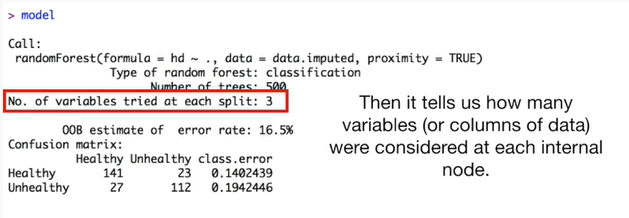 > model
Call:
randomForest(formula = hd ~ ., data = data.imputed, proximity = TRUE)
Type of random forest: classification
Number of trees: 500
No. of variables tried at each split: 3
OOB estimate of  error rate: 16.5%
Confusion matrix:
Healthy Unhealthy class.error
Healthy 141 23 0.1402439
Unhealthy 27 112 0.1942446
Then it tells us how many
variables (or columns of data)
were considered at each internal
node.